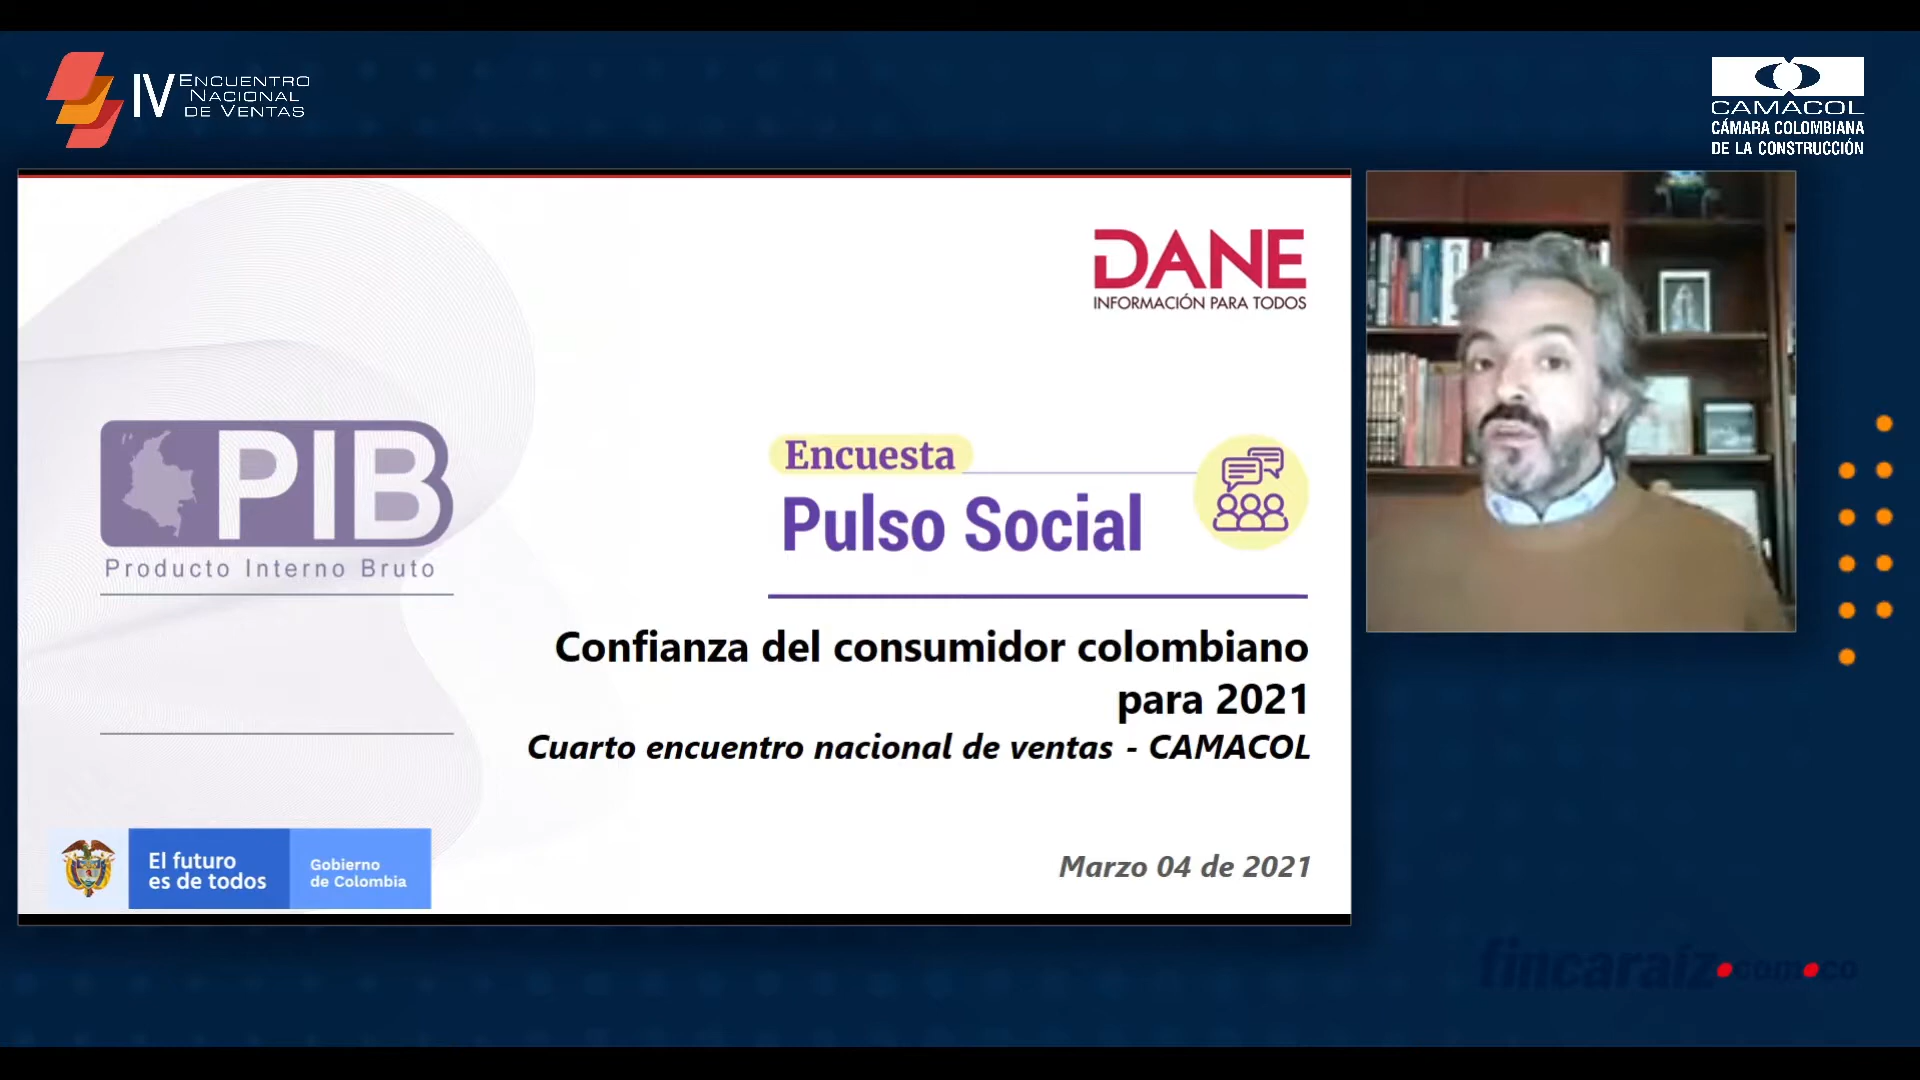 IV ENCUENTRO
NACIONAL
DE VENTAS
CAMACOL
CÁMARA COLOMBIANA
DE LA CONSTRUCCIÓN
DANE
INFORMACIÓN PARA TODOS
PIB
Producto Interno Bruto
Encuesta
Pulso Social
Confianza del consumidor colombiano
para 2021
Cuarto encuentro nacional de ventas - CAMACOL
El futuro
es de todos
Gobierno
de Colombia
Marzo 04 de 2021
fincaraiz.com.co